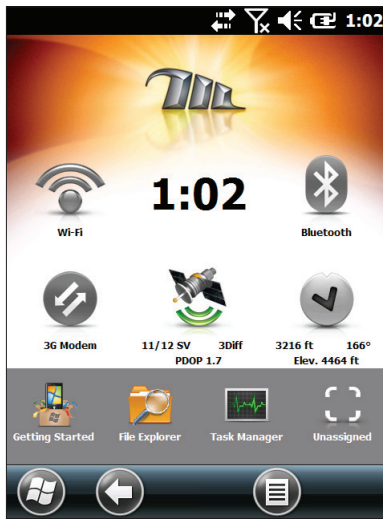 1:02
1:02
Wi-Fi
Bluetooth
3G Modem
11/12 SV 3Diff
PDOP 1.7
3216 ft 166°
Elev. 4464 ft
Getting Started
File Explorer
Task Manager
Unassigned